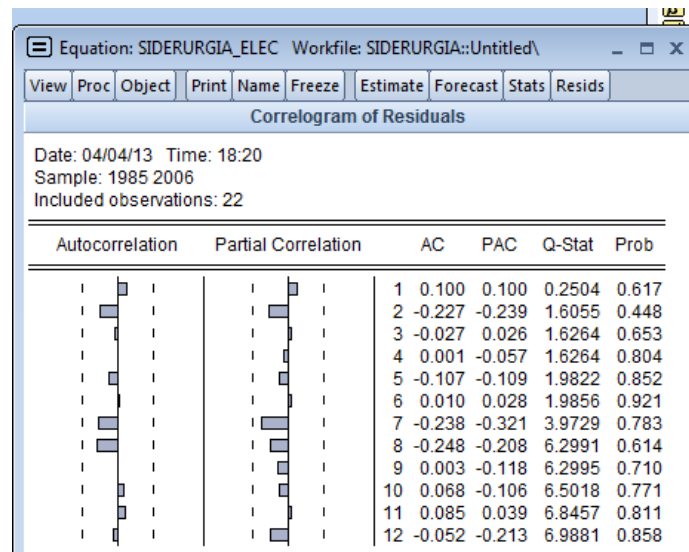 Equation: SIDERURGIA_ELEC Workfile: SIDERURGIA::Untitled\
View Proc Object Print Name Freeze Estimate Forecast Stats Resids
Correlogram of Residuals
Date: 04/04/13 Time: 18:20
Sample: 1985 2006
Included observations: 22
Autocorrelation Partial Correlation AC PAC Q-Stat Prob
1 0.100 0.100 0.2504 0.617
2 -0.227 -0.239 1.6055 0.448
3 -0.027 0.026 1.6264 0.653
4 0.001 -0.057 1.6264 0.804
5 -0.107 -0.109 1.9822 0.852
6 0.010 0.028 1.9856 0.921
7 -0.238 -0.321 3.9729 0.783
8 -0.248 -0.208 6.2991 0.614
9 0.003 -0.118 6.2995 0.710
10 0.068 -0.106 6.5018 0.771
11 0.085 0.039 6.8457 0.811
12 -0.052 -0.213 6.9881 0.858